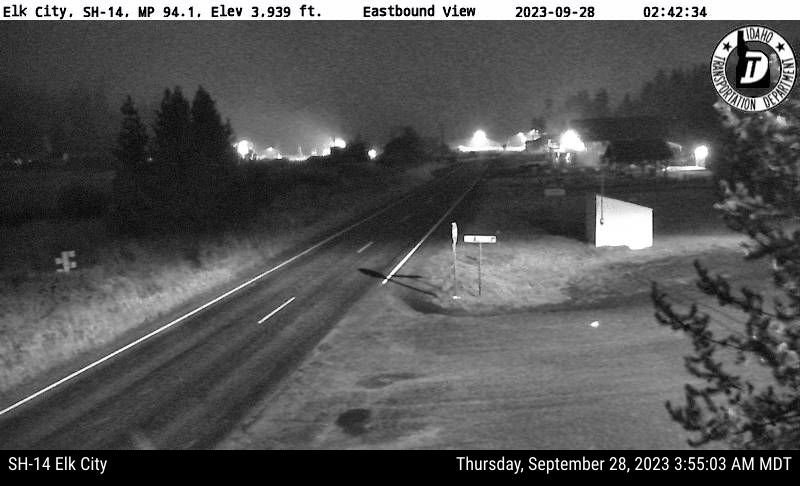 Elk City, SH-14, MP 94.1, Elev 3,939 ft. Eastbound View 2023-09-28 02:42:34
IDAHO
TRANSPORTATION DEPARTMENT
SH-14 Elk City Thursday, September 28, 2023 3:55:03 AM MDT